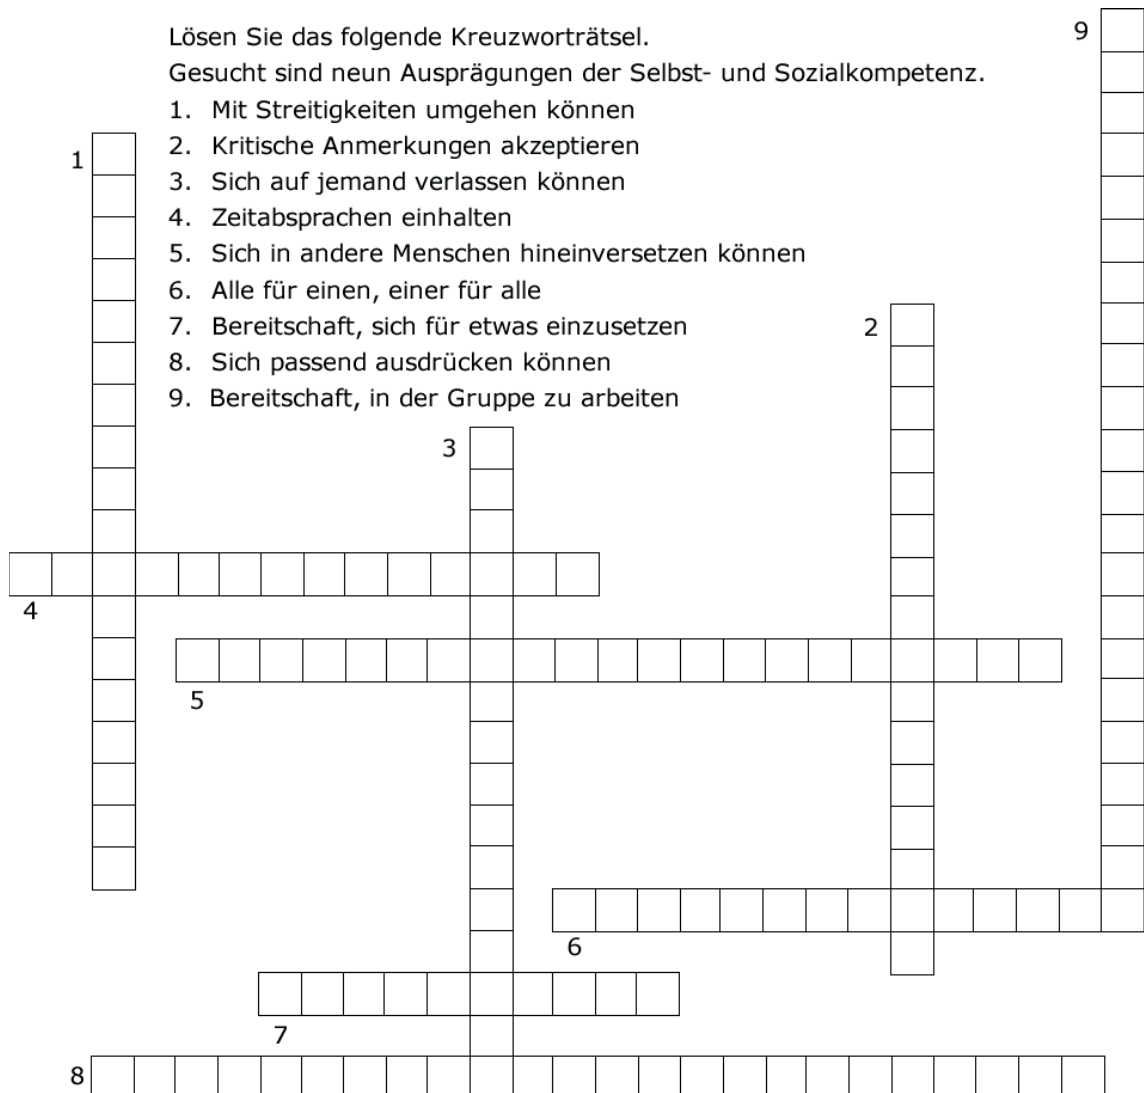 Lösen Sie das folgende Kreuzworträtsel.
Gesucht sind neun Ausprägungen der Selbst- und Sozialkompetenz.
1. Mit Streitigkeiten umgehen können
2. Kritische Anmerkungen akzeptieren
3. Sich auf jemand verlassen können
4. Zeitabsprachen einhalten
5. Sich in andere Menschen hineinversetzen können
6. Alle für einen, einer für alle
7. Bereitschaft, sich für etwas einzusetzen
8. Sich passend ausdrücken können
9. Bereitschaft, in der Gruppe zu arbeiten
9
1
2
3
4
5
6
7
8